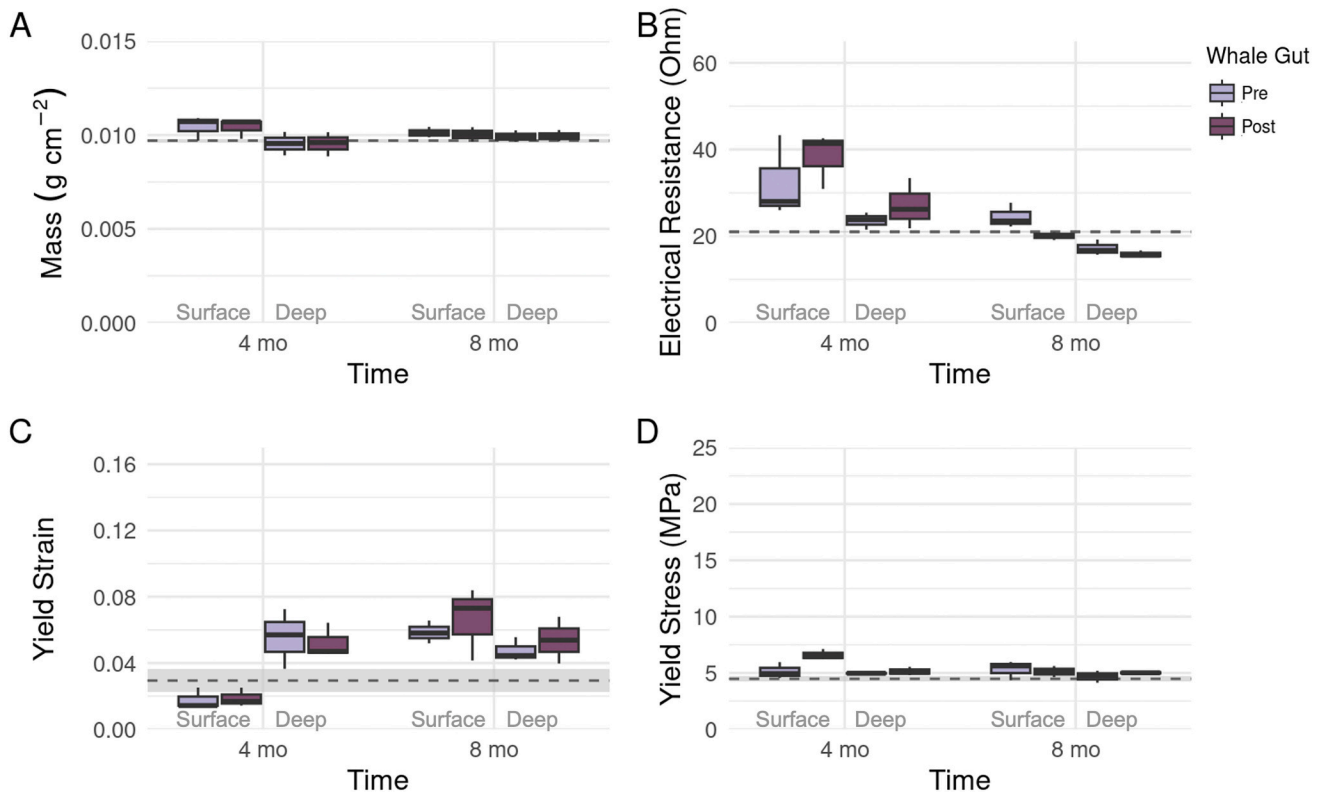 A
Mass (g cm−2)
0.015
0.010
0.005
0.000
Surface Deep Surface Deep
4 mo 8 mo
Time
B
Electrical Resistance (Ohm)
60
40
20
0
Surface Deep Surface Deep
4 mo 8 mo
Time
Whale Gut
Pre
Post
C
Yield Strain
0.16
0.12
0.08
0.04
0.00
Surface Deep Surface Deep
4 mo 8 mo
Time
D
Yield Stress (MPa)
25
20
15
10
5
0
Surface Deep Surface Deep
4 mo 8 mo
Time